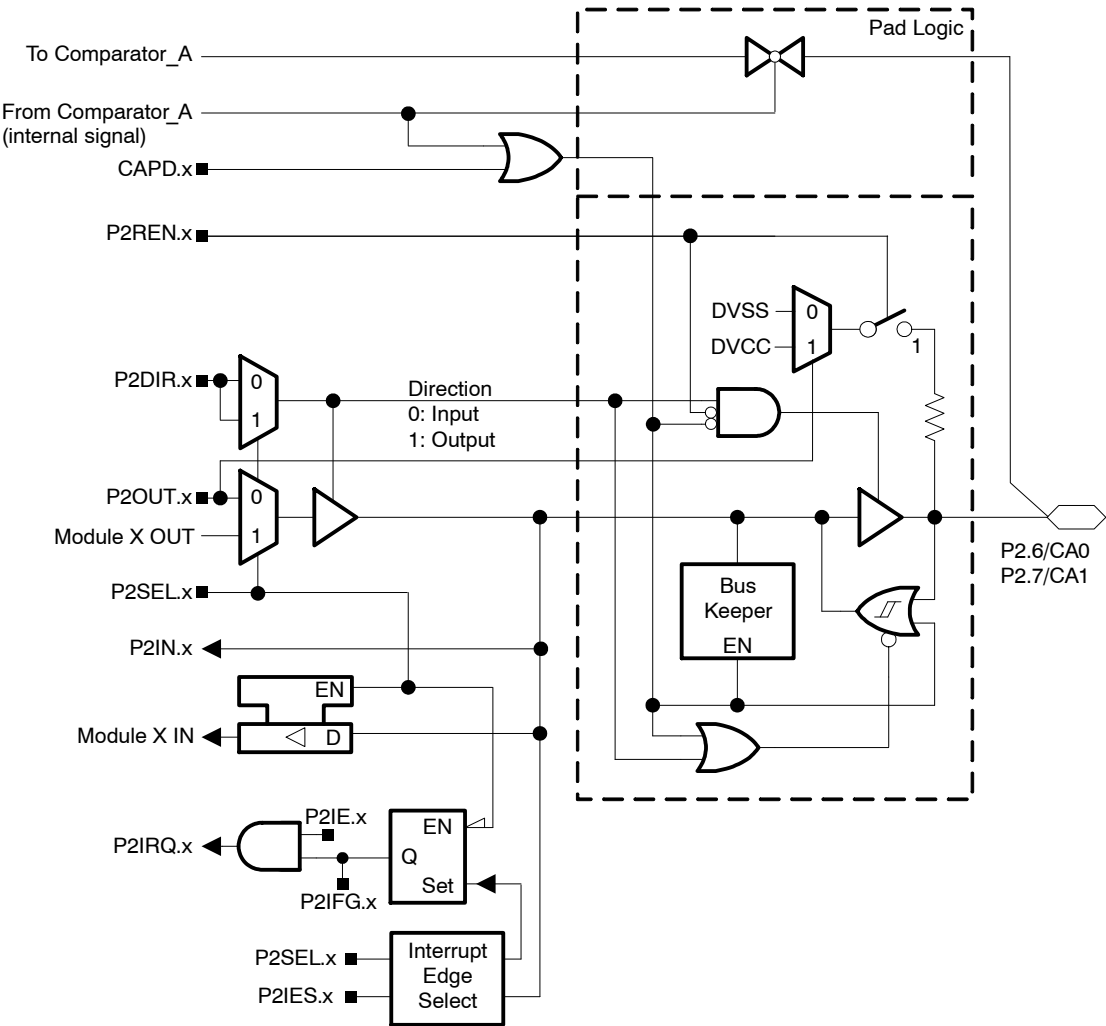 Pad Logic
To Comparator_A
From Comparator_A
(internal signal)
CAPD.x
P2REN.x
DVSS
0
DVCC
1
1
P2DIR.x
0
1
Direction
0: Input
1: Output
P2OUT.x
0
Module X OUT
1
P2SEL.x
P2.6/CA0
P2.7/CA1
Bus
Keeper
EN
P2IN.x
EN
Module X IN
D
P2IE.x
EN
P2IRQ.x
Q
Set
P2IFG.x
P2SEL.x
P2IES.x
Interrupt
Edge
Select